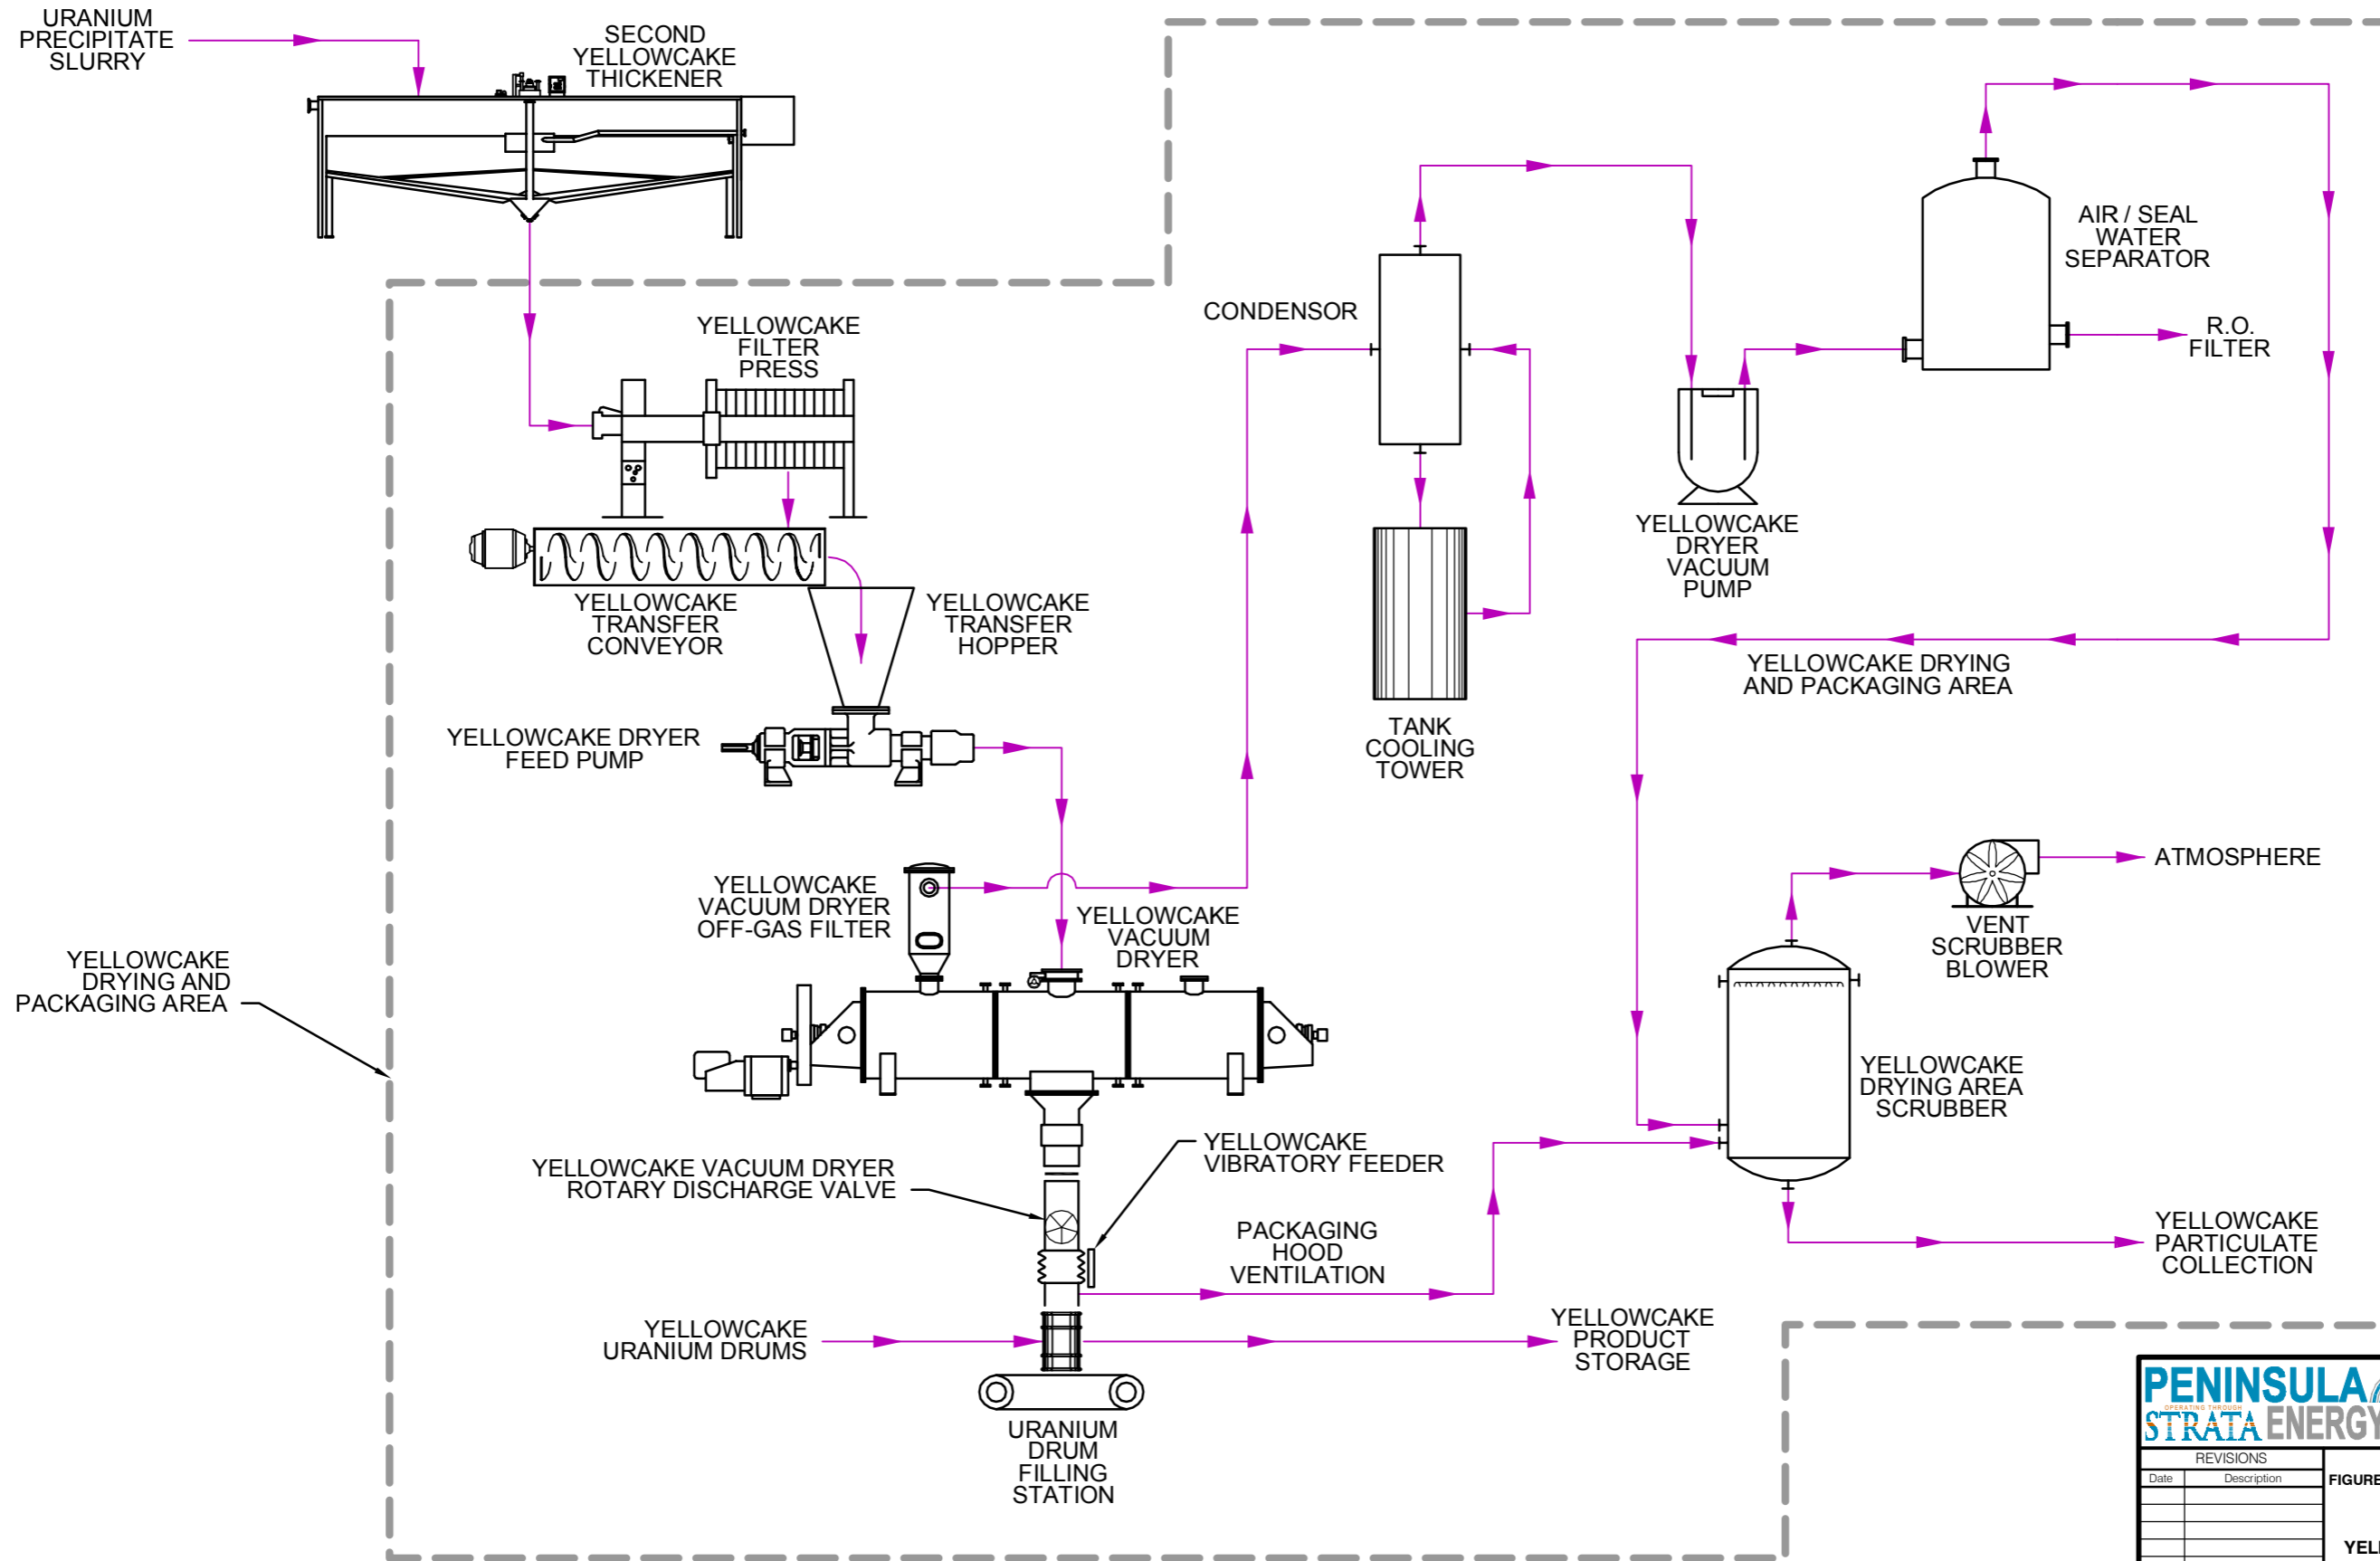 URANIUM
PRECIPITATE
SLURRY
SECOND
YELLOWCAKE
THICKENER
AIR / SEAL
WATER
SEPARATOR
CONDENSOR
R.O.
FILTER
YELLOWCAKE
FILTER
PRESS
YELLOWCAKE
DRYER
VACUUM
PUMP
YELLOWCAKE
TRANSFER
CONVEYOR
YELLOWCAKE
TRANSFER
HOPPER
YELLOWCAKE DRYING
AND PACKAGING AREA
TANK
COOLING
TOWER
YELLOWCAKE DRYER
FEED PUMP
YELLOWCAKE
VACUUM DRYER
OFF-GAS FILTER
YELLOWCAKE
VACUUM
DRYER
ATMOSPHERE
VENT
SCRUBBER
BLOWER
YELLOWCAKE
DRYING AND
PACKAGING AREA
YELLOWCAKE
DRYING AREA
SCRUBBER
YELLOWCAKE
VIBRATORY FEEDER
YELLOWCAKE VACUUM DRYER
ROTARY DISCHARGE VALVE
PACKAGING
HOOD
VENTILATION
YELLOWCAKE
PARTICULATE
COLLECTION
YELLOWCAKE
URANIUM DRUMS
YELLOWCAKE
PRODUCT
STORAGE
URANIUM
DRUM
FILLING
STATION
PENINSULA
OPERATING THROUGH
STRATA ENERGY
REVISIONS
Date Description
FIGURE